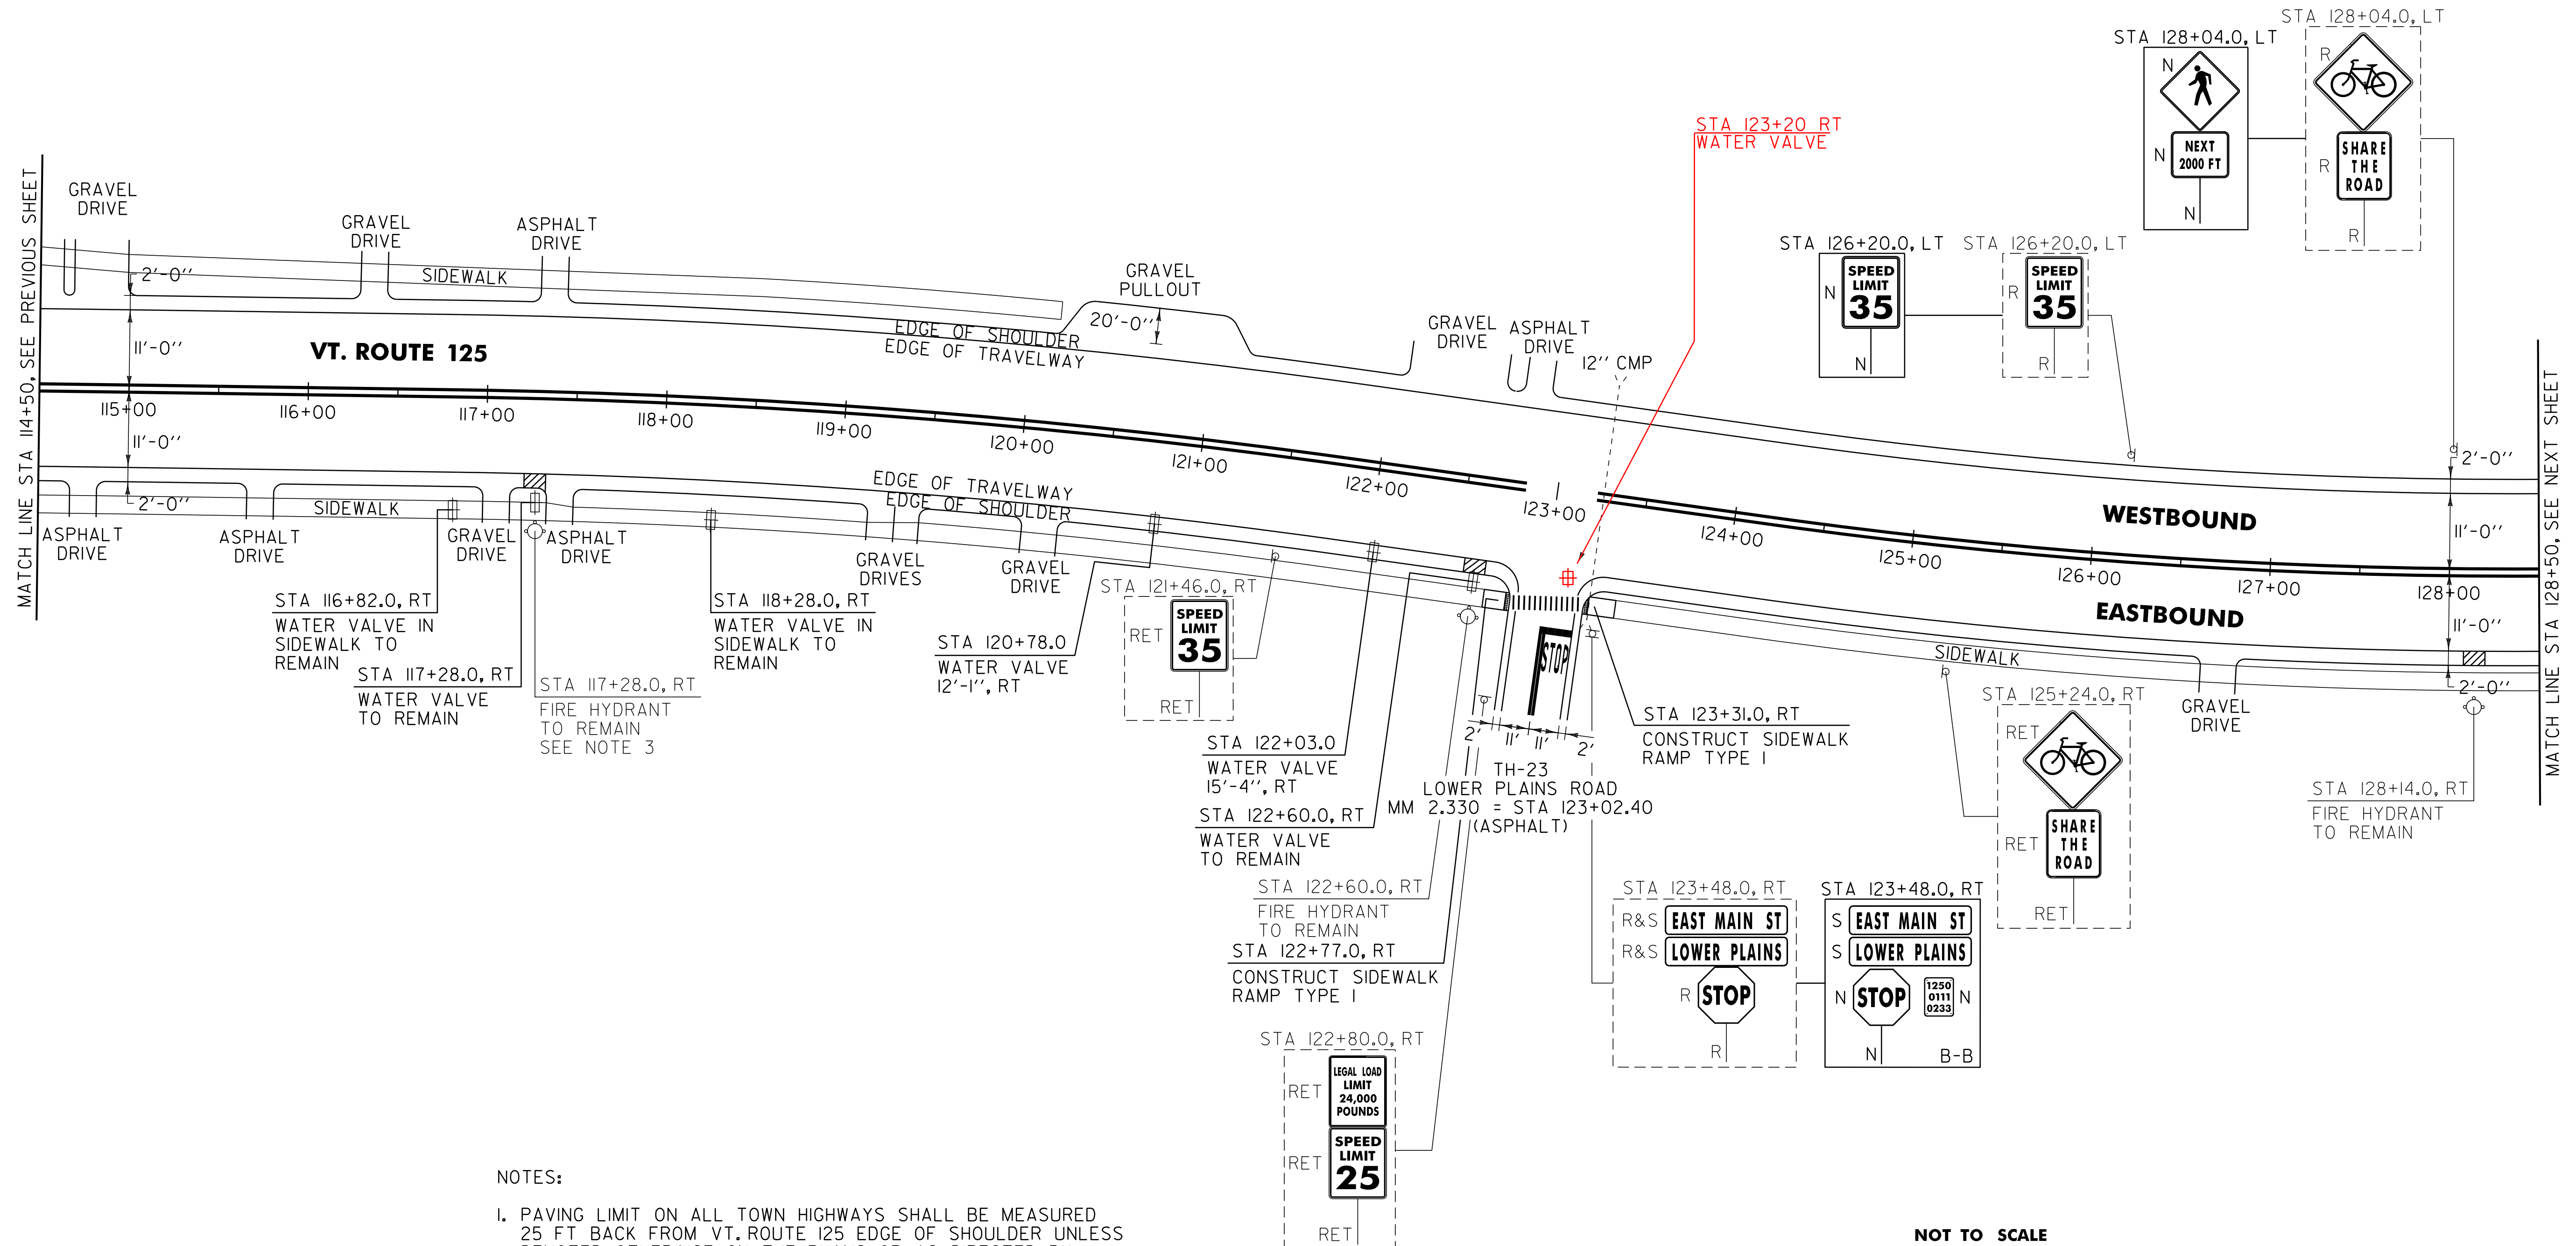 STA 128+04.0, LT
STA 128+04.0, LT
N
NEXT
2000 FT
N
N
R
SHARE
THE
ROAD
R
R
STA 123+20 RT
WATER VALVE
STA 126+20.0, LT
STA 126+20.0, LT
SPEED
LIMIT
35
N
N
SPEED
LIMIT
35
R
R
MATCH LINE STA 114+50, SEE PREVIOUS SHEET
GRAVEL
DRIVE
GRAVEL
DRIVE
ASPHALT
DRIVE
2'-0''
SIDEWALK
GRAVEL
PULLOUT
20'-0''
EDGE OF SHOULDER
EDGE OF TRAVELWAY
GRAVEL
DRIVE
ASPHALT
DRIVE
12'' CMP
11'-0''
VT. ROUTE 125
115+00
116+00
117+00
118+00
119+00
120+00
121+00
122+00
123+00
124+00
125+00
126+00
127+00
128+00
11'-0''
2'-0''
WESTBOUND
11'-0''
EASTBOUND
11'-0''
2'-0''
MATCH LINE STA 128+50, SEE NEXT SHEET
EDGE OF TRAVELWAY
EDGE OF SHOULDER
2'-0''
SIDEWALK
ASPHALT
DRIVE
ASPHALT
DRIVE
GRAVEL
DRIVE
ASPHALT
DRIVE
GRAVEL
DRIVES
GRAVEL
DRIVE
STA 116+82.0, RT
WATER VALVE IN
SIDEWALK TO
REMAIN
STA 117+28.0, RT
WATER VALVE
TO REMAIN
STA 117+28.0, RT
FIRE HYDRANT
TO REMAIN
SEE NOTE 3
STA 118+28.0, RT
WATER VALVE IN
SIDEWALK TO
REMAIN
STA 120+78.0
WATER VALVE
12'-1'', RT
STA 121+46.0, RT
RET
SPEED
LIMIT
35
RET
STA 122+03.0
WATER VALVE
15'-4'', RT
STA 122+60.0, RT
WATER VALVE
TO REMAIN
STA 122+60.0, RT
FIRE HYDRANT
TO REMAIN
STA 122+77.0, RT
CONSTRUCT SIDEWALK
RAMP TYPE 1
STOP
2'
11'
11'
2'
TH-23
LOWER PLAINS ROAD
MM 2.330 = STA 123+02.40
(ASPHALT)
STA 123+31.0, RT
CONSTRUCT SIDEWALK
RAMP TYPE 1
SIDEWALK
STA 125+24.0, RT
RET
RET
SHARE
THE
ROAD
RET
GRAVEL
DRIVE
STA 128+14.0, RT
FIRE HYDRANT
TO REMAIN
STA 123+48.0, RT
R&S EAST MAIN ST
R&S LOWER PLAINS
R STOP
R
STA 123+48.0, RT
S EAST MAIN ST
S LOWER PLAINS
N STOP
1250
0111
0233
N
N
B-B
STA 122+80.0, RT
RET
LEGAL LOAD
LIMIT
24,000
POUNDS
RET
SPEED
LIMIT
25
RET
NOTES:
1. PAVING LIMIT ON ALL TOWN HIGHWAYS SHALL BE MEASURED
25 FT BACK FROM VT. ROUTE 125 EDGE OF SHOULDER UNLESS
NOT TO SCALE